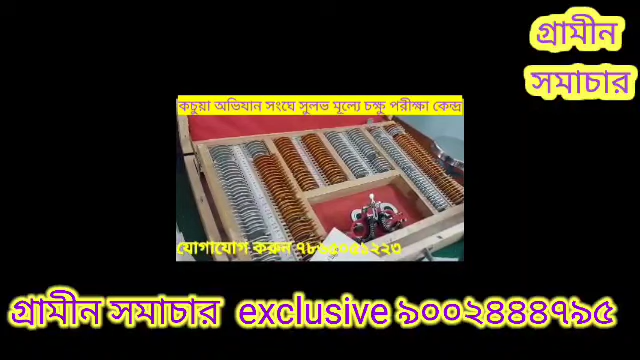 গ্রামীন
সমাচার
কচুয়া অভিযান সংঘে সুলভ মূল্যে চক্ষু পরীক্ষা কেন্দ্র
যোগাযোগ করুন
গ্রামীন সমাচার exclusive ৯০০২৪৪৪৭৯৫